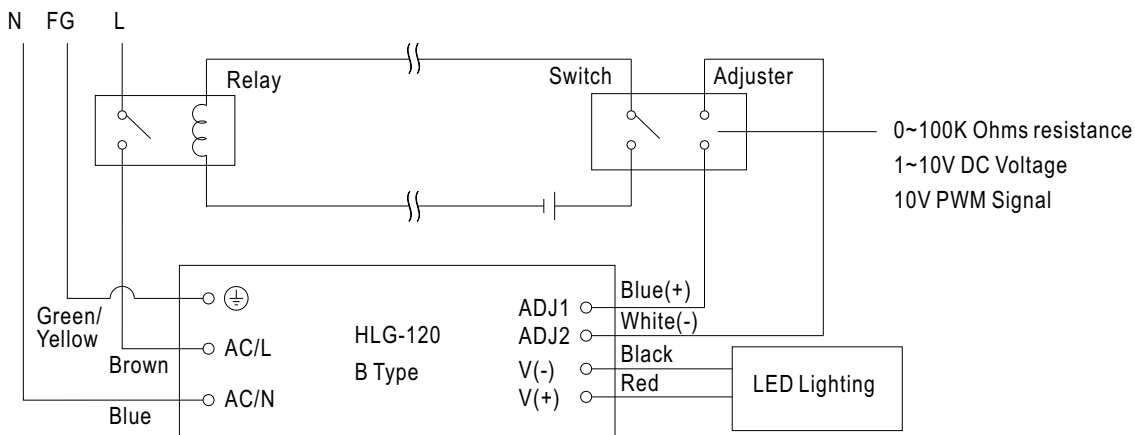 N FG L
Relay
Switch
Adjuster
0~100K Ohms resistance
1~10V DC Voltage
10V PWM Signal
Green/
Yellow
Brown
Blue
AC/L
AC/N
HLG-120
B Type
ADJ1
ADJ2
V(-)
V(+)
Blue(+)
White(-)
Black
Red
LED Lighting